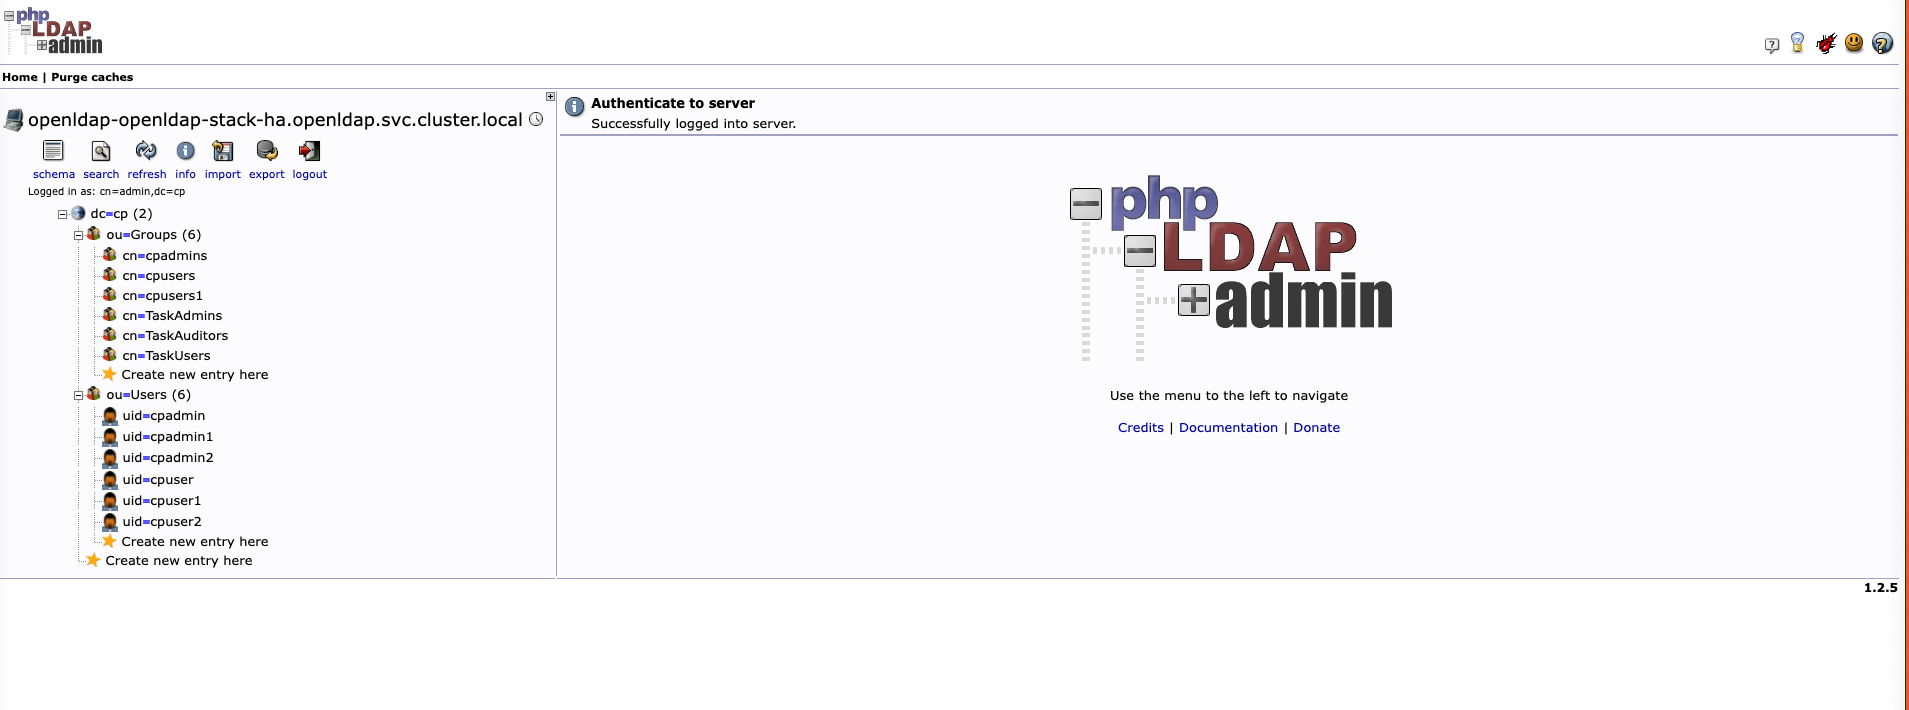 php
LDAP
admin
Home | Purge caches
openldap-openldap-stack-ha.openldap.svc.cluster.local
schema search refresh info import export logout
Logged in as: cn=admin,dc=cp
dc=cp (2)
ou=Groups (6)
cn=cpadmins
cn=cpusers
cn=cpusers1
cn=TaskAdmins
cn=TaskAuditors
cn=TaskUsers
Create new entry here
ou=Users (6)
uid=cpadmin
uid=cpadmin1
uid=cpadmin2
uid=cpuser
uid=cpuser1
uid=cpuser2
Create new entry here
Create new entry here
Authenticate to server
Successfully logged into server.
php
LDAP
admin
Use the menu to the left to navigate
Credits | Documentation | Donate
1.2.5